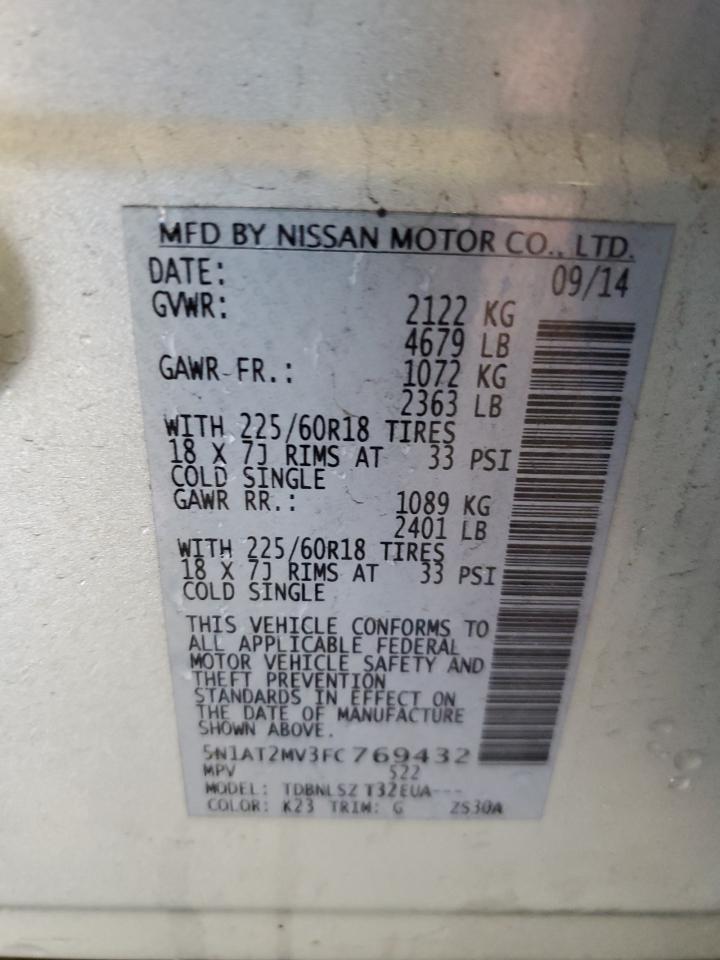 MFD BY NISSAN MOTOR CO., LTD.
DATE: 09/14
GVWR: 2122 KG
4679 LB
GAWR FR.: 1072 KG
2363 LB
WITH 225/60R18 TIRES
18 X 7J RIMS AT 33 PSI
COLD SINGLE
GAWR RR.: 1089 KG
2401 LB
WITH 225/60R18 TIRES
18 X 7J RIMS AT 33 PSI
COLD SINGLE
THIS VEHICLE CONFORMS TO
ALL APPLICABLE FEDERAL
MOTOR VEHICLE SAFETY AND
THEFT PREVENTION
STANDARDS IN EFFECT ON
THE DATE OF MANUFACTURE
SHOWN ABOVE.
5N1AT2MV3FC769432
MPV 522
MODEL: TDBNLSZ T32EUA---
COLOR: K23 TRIM: G 2S30A